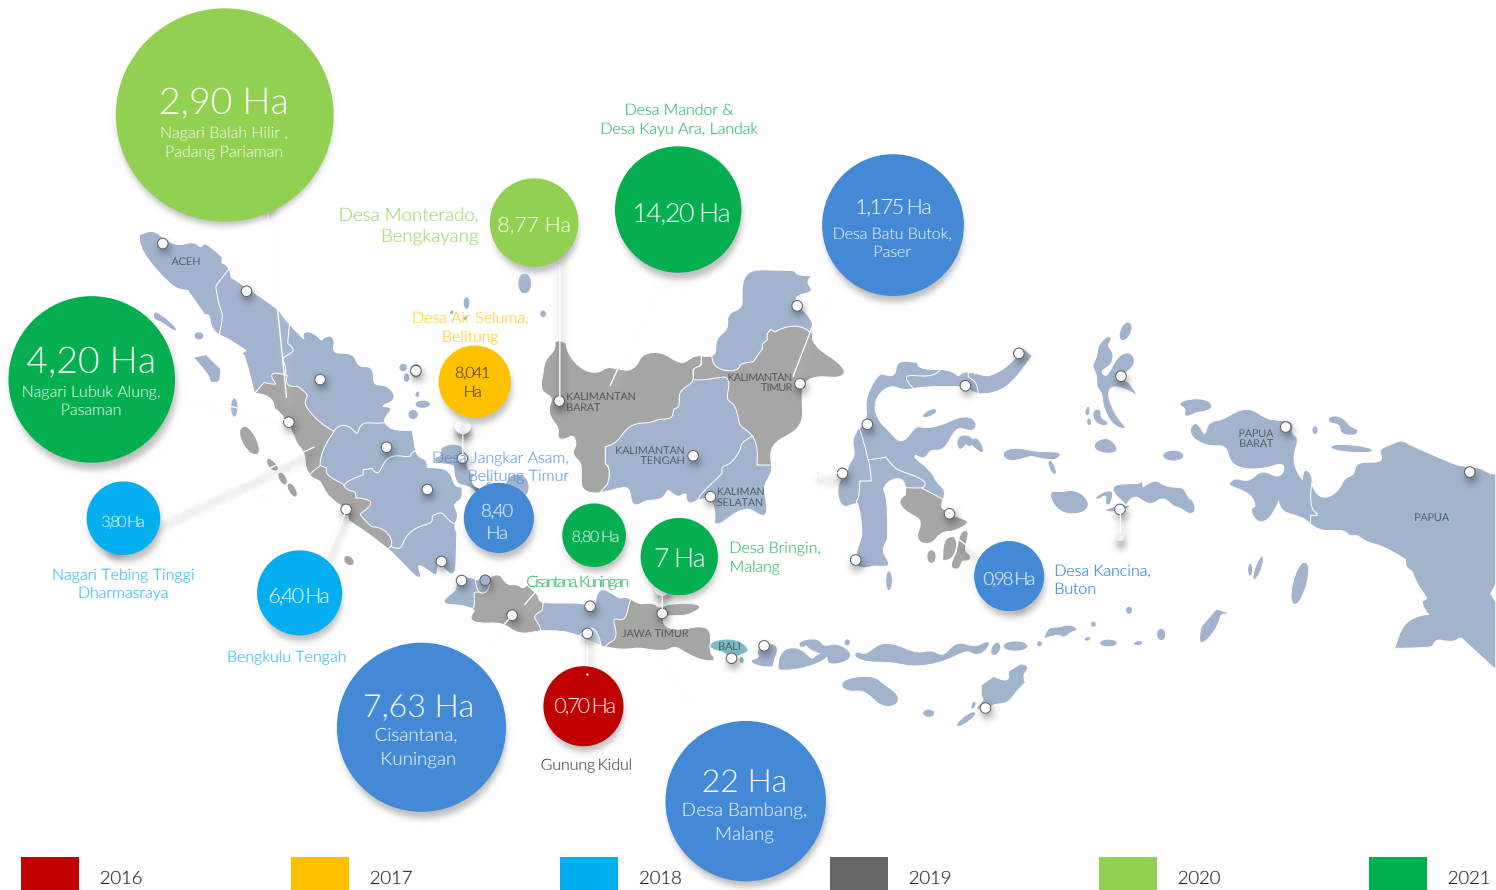 2,90 Ha
Nagari Balah Hilir ,
Padang Pariaman
Desa Mandor &
Desa Kayu Ara, Landak
14,20 Ha
Desa Monterado,
Bengkayang
8,77 Ha
1,175 Ha
Desa Batu Butok,
Paser
ACEH
4,20 Ha
Nagari Lubuk Alung,
Pasaman
Desa Air Seluma,
Belitung
8,041
Ha
KALIMANTAN
BARAT
KALIMANTAN
TIMUR
KALIMANTAN
TENGAH
KALIMAN
SELATAN
PAPUA
BARAT
PAPUA
Desa Jangkar Asam,
Belitung Timur
8,40
Ha
3,80 Ha
Nagari Tebing Tinggi
Dharmasraya
6,40 Ha
Bengkulu Tengah
8,80 Ha
Cisantana, Kuningan
7 Ha
Desa Bringin,
Malang
0,98 Ha
Desa Kancina,
Buton
JAWA TIMUR
BALI
7,63 Ha
Cisantana,
Kuningan
0,70 Ha
Gunung Kidul
22 Ha
Desa Bambang,
Malang
2016
2017
2018
2019
2020
2021